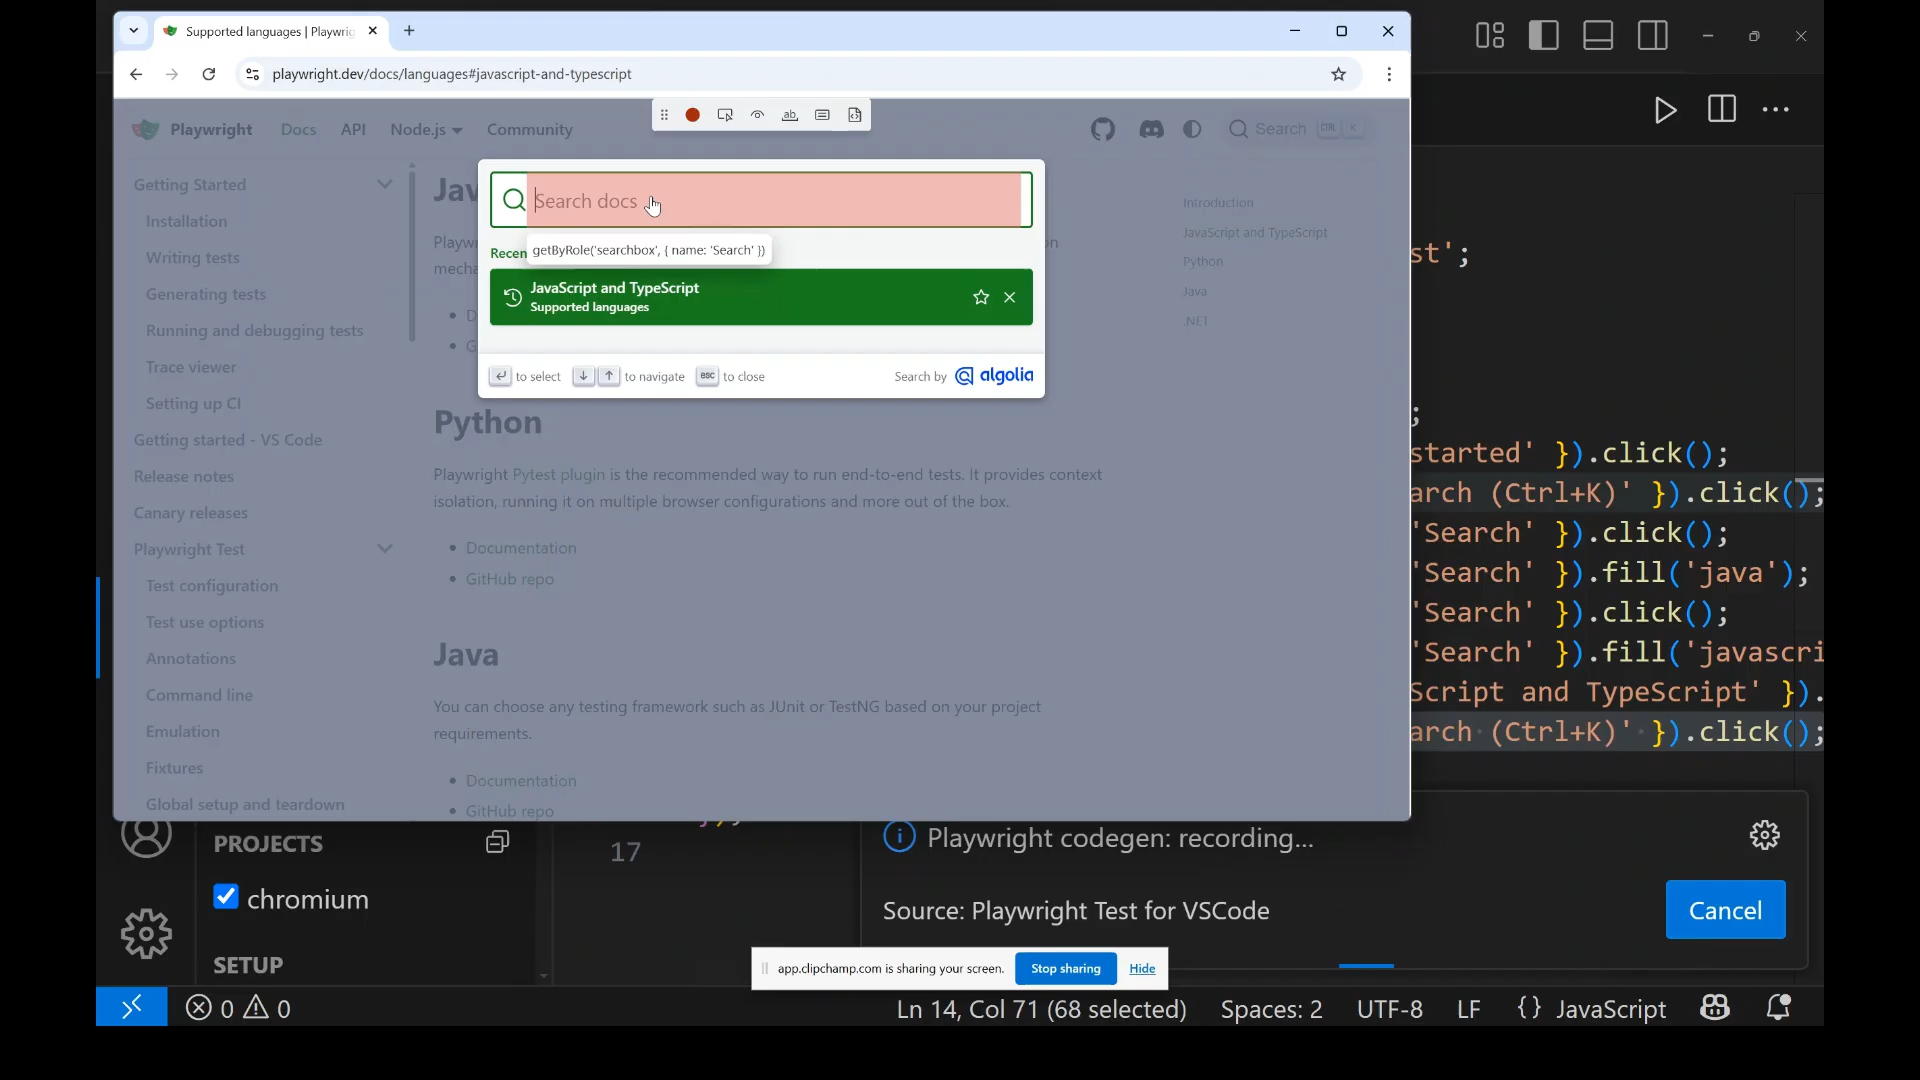 Supported languages | Playwrig
playwright.dev/docs/languages#javascript-and-typescript
Playwright Docs API Node.js Community
Search CTRL K
Getting Started
Installation
Writing tests
Generating tests
Running and debugging tests
Trace viewer
Setting up CI
Getting started - VS Code
Release notes
Canary releases
Playwright Test
Test configuration
Test use options
Annotations
Command line
Emulation
Fixtures
Global setup and teardown
Jav
Playw
mecha
D
G
on
Search docs
getByRole('searchbox', { name: 'Search' })
Recen
JavaScript and TypeScript
Supported languages
to select to navigate esc to close
Search by algolia
Introduction
JavaScript and TypeScript
Python
Java
.NET
Python
Playwright Pytest plugin is the recommended way to run end-to-end tests. It provides context
isolation, running it on multiple browser configurations and more out of the box.
Documentation
GitHub repo
Java
You can choose any testing framework such as JUnit or TestNG based on your project
requirements.
Documentation
GitHub repo
st';
;
started' }).click();
arch (Ctrl+K)' }).click();
'Search' }).click();
'Search' }).fill('java');
'Search' }).click();
'Search' }).fill('javascri
Script and TypeScript' }).
arch (Ctrl+K)' }).click();
17
PROJECTS
chromium
SETUP
Playwright codegen: recording...
Source: Playwright Test for VSCode
Cancel
app.clipchamp.com is sharing your screen. Stop sharing Hide
0 0
Ln 14, Col 71 (68 selected) Spaces: 2 UTF-8 LF {} JavaScript